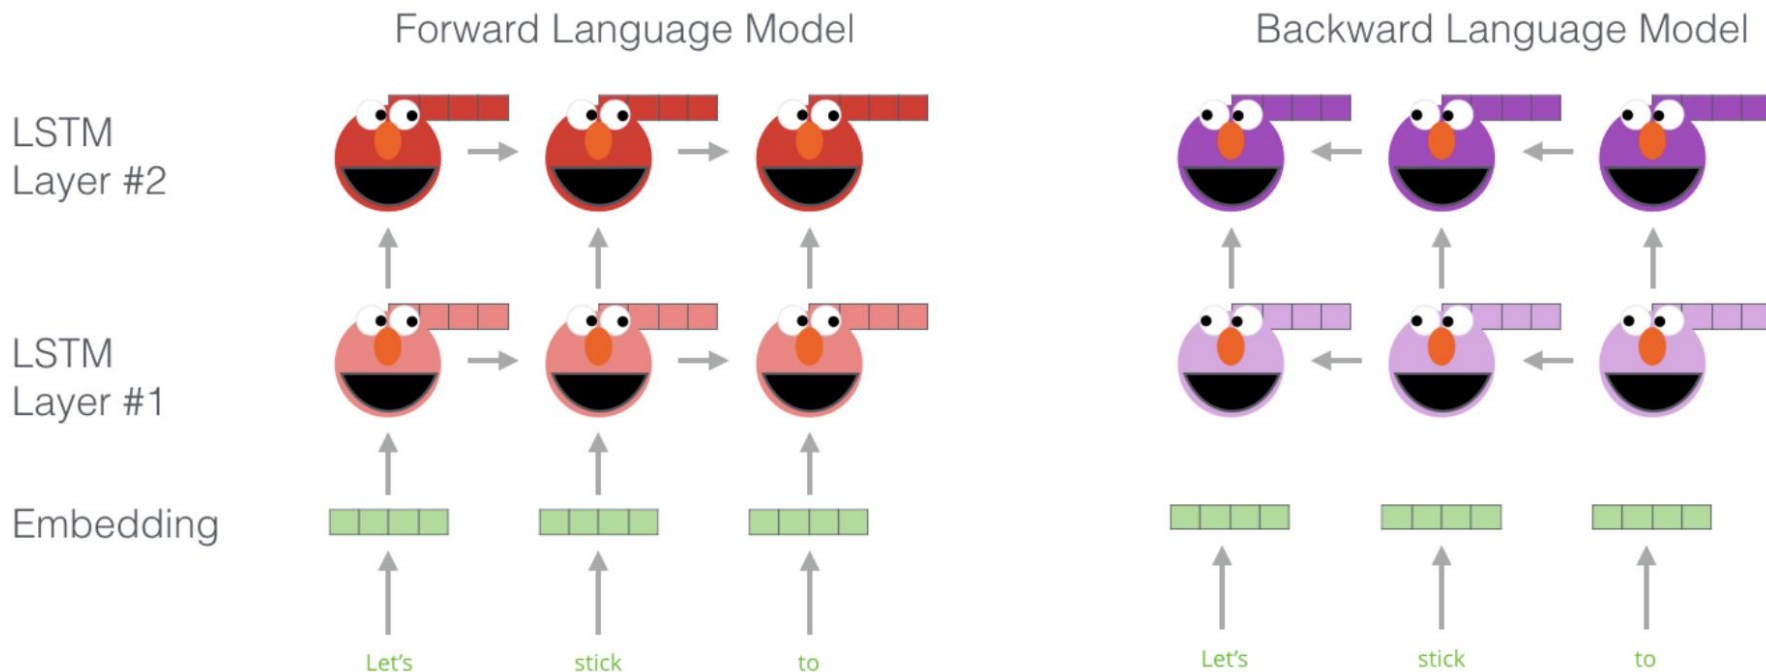 Forward Language Model
Backward Language Model
LSTM
Layer #2
LSTM
Layer #1
Embedding
Let's
stick
to
Let's
stick
to